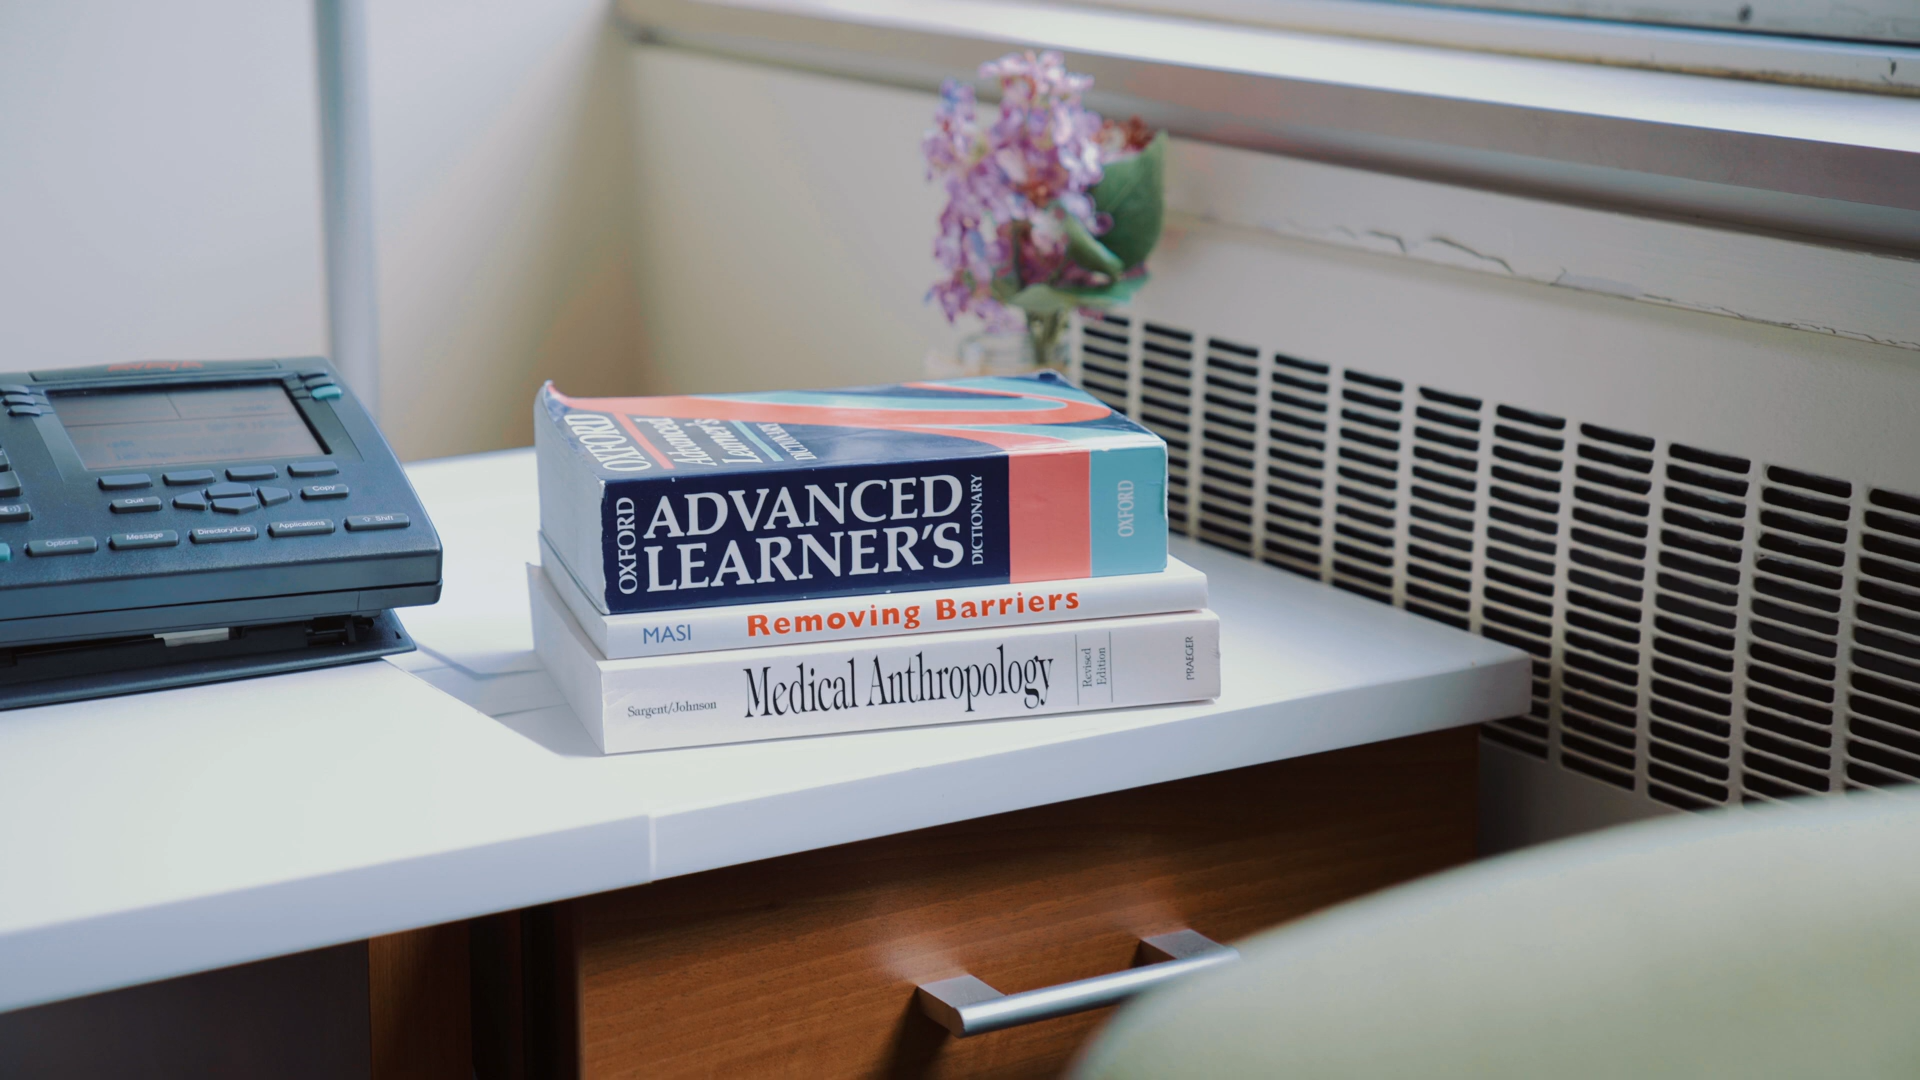 Quit
Copy
Options
Message
Directory/Log
Applications
Shift
OXFORD
Advanced
Learner's
DICTIONARY
OXFORD
ADVANCED
LEARNER'S
DICTIONARY
OXFORD
MASI
Removing Barriers
Sargent/Johnson
Medical Anthropology
Revised
Edition
PRAEGER